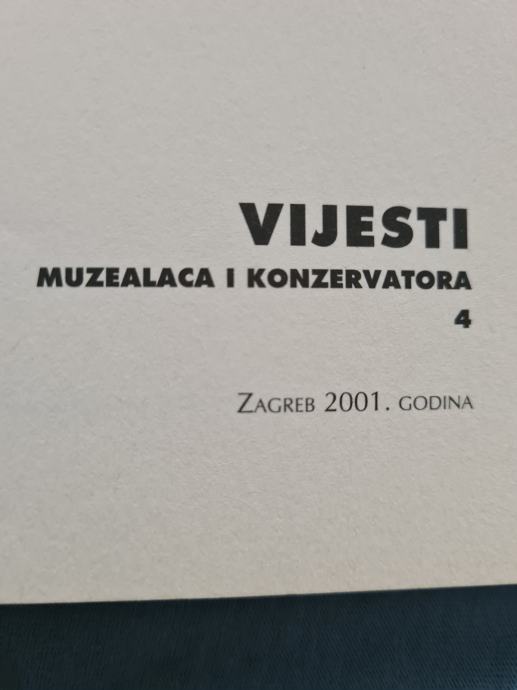 VIJESTI
MUZEALACA I KONZERVATORA
4
ZAGREB 2001. GODINA